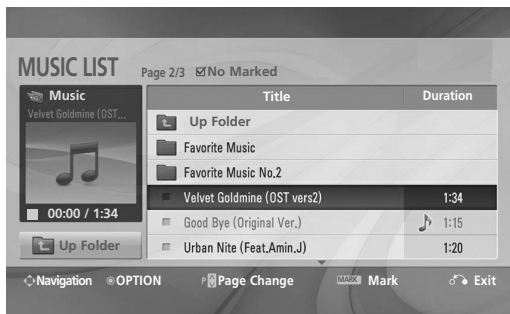 MUSIC LIST Page 2/3 No Marked
Music
Velvet Goldmine (OST...
00:00 / 1:34
Up Folder
Title Duration
Up Folder
Favorite Music
Favorite Music No.2
Velvet Goldmine (OST vers2) 1:34
Good Bye (Original Ver.) 1:15
Urban Nite (Feat.Amin.J) 1:20
Navigation OPTION P Page Change MARK Mark Exit